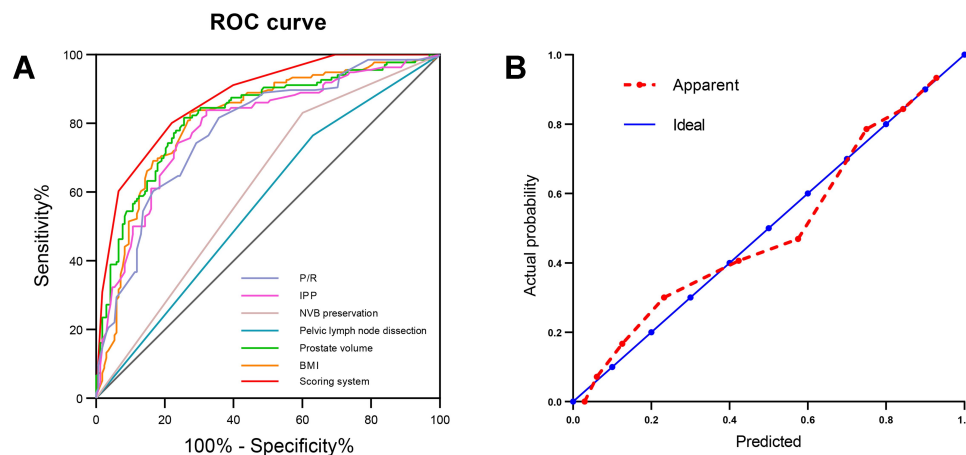 ROC curve
A
100
80
60
40
20
0
Sensitivity%
P/R
IPP
NVB preservation
Pelvic lymph node dissection
Prostate volume
BMI
Scoring system
0 20 40 60 80 100
100% - Specificity%
B
1.0
0.8
0.6
0.4
0.2
0.0
Actual probability
Apparent
Ideal
0.0 0.2 0.4 0.6 0.8 1.
Predicted